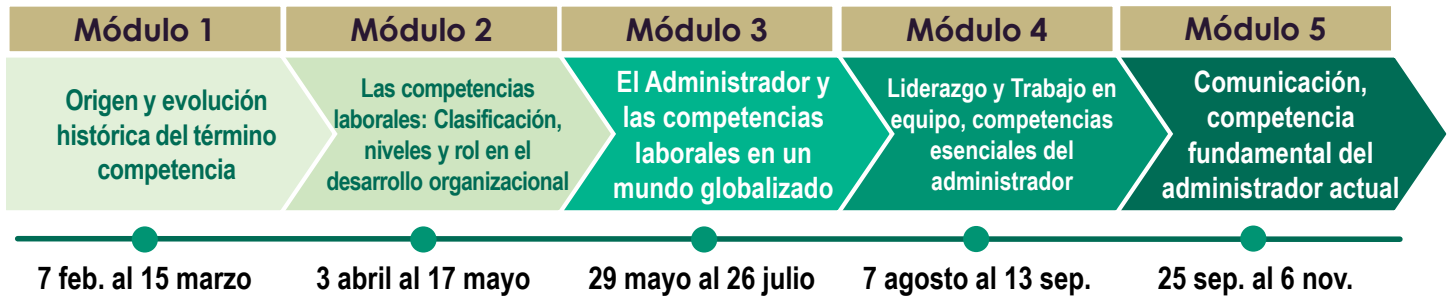 Módulo 1
Módulo 2
Módulo 3
Módulo 4
Módulo 5
Origen y evolución
histórica del término
competencia
Las competencias
laborales: Clasificación,
niveles y rol en el
desarrollo organizacional
El Administrador y
las competencias
laborales en un
mundo globalizado
Liderazgo y Trabajo en
equipo, competencias
esenciales del
administrador
Comunicación,
competencia
fundamental del
administrador actual
7 feb. al 15 marzo
3 abril al 17 mayo
29 mayo al 26 julio
7 agosto al 13 sep.
25 sep. al 6 nov.